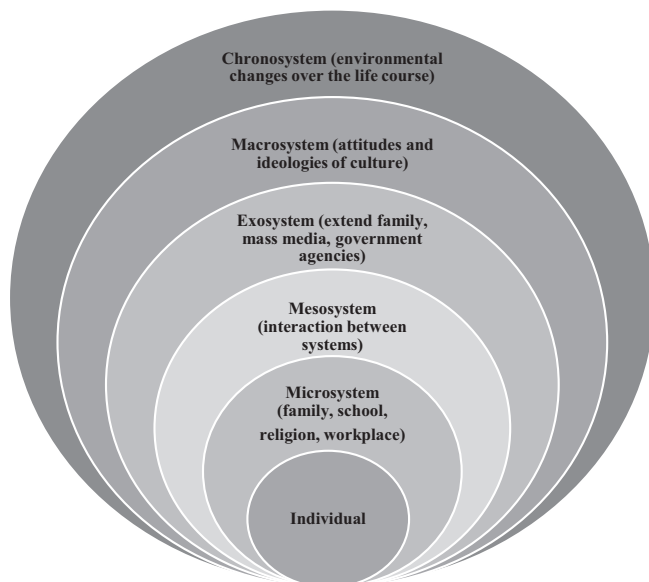 Chronosystem (environmental
changes over the life course)
Macrosystem (attitudes and
ideologies of culture)
Exosystem (extend family,
mass media, government
agencies)
Mesosystem
(interaction between
systems)
Microsystem
(family, school,
religion, workplace)
Individual